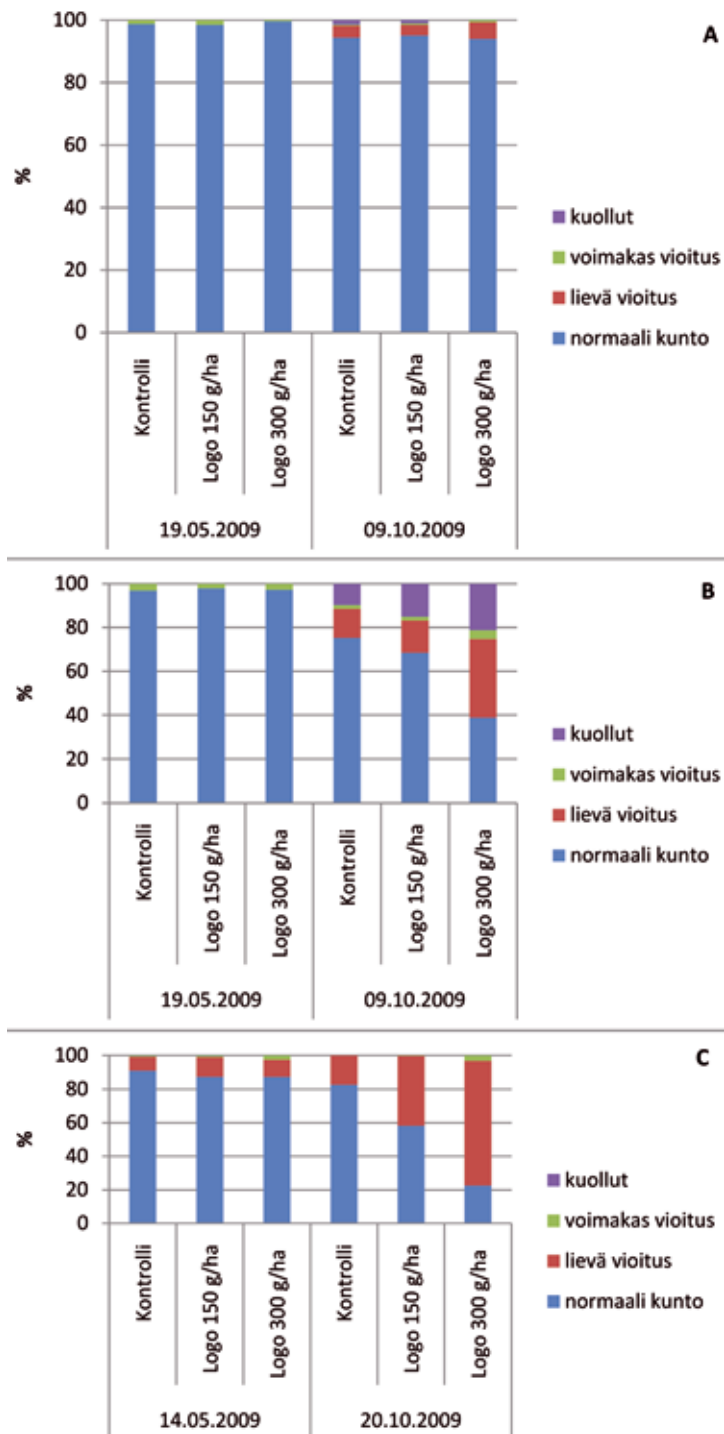 A
100
80
60
40
20
0
%
kuollut
voimakas vioitus
lievä vioitus
normaali kunto
Kontrolli
Logo 150 g/ha
Logo 300 g/ha
Kontrolli
Logo 150 g/ha
Logo 300 g/ha
19.05.2009
09.10.2009
B
100
80
60
40
20
0
%
kuollut
voimakas vioitus
lievä vioitus
normaali kunto
Kontrolli
Logo 150 g/ha
Logo 300 g/ha
Kontrolli
Logo 150 g/ha
Logo 300 g/ha
19.05.2009
09.10.2009
C
100
80
60
40
20
0
%
kuollut
voimakas vioitus
lievä vioitus
normaali kunto
Kontrolli
Logo 150 g/ha
Logo 300 g/ha
Kontrolli
Logo 150 g/ha
Logo 300 g/ha
14.05.2009
20.10.2009